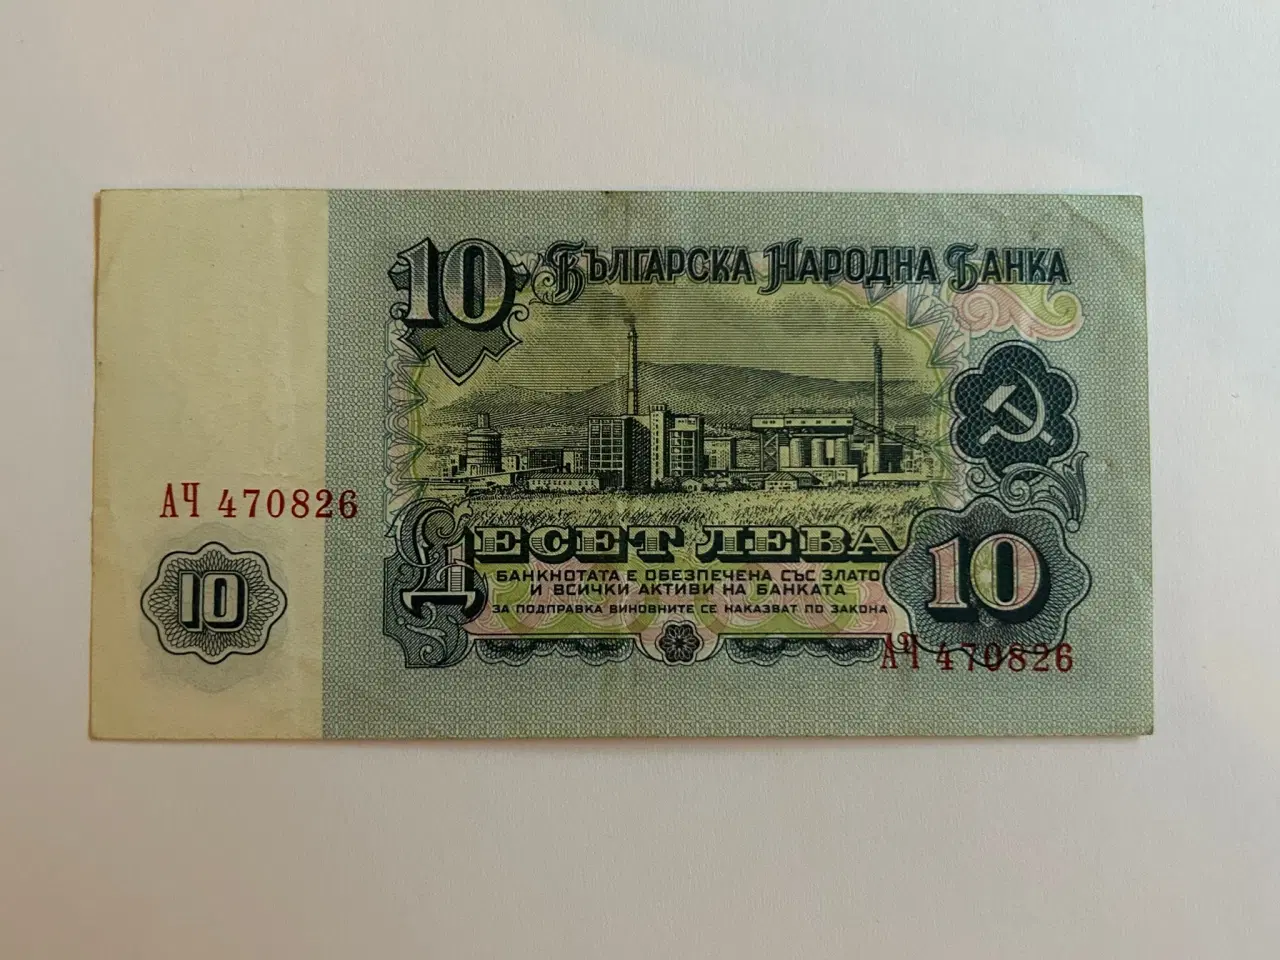 10 Българска Народна Банка
АЧ 470826
10
ДЕСЕТ ЛЕВА
БАНКНОТАТА Е ОБЕЗПЕЧЕНА СЪС ЗЛАТО
И ВСИЧКИ АКТИВИ НА БАНКАТА
ЗА ПОДПРАВКА ВИНОВНИТЕ СЕ НАКАЗВАТ ПО ЗАКОНА
10
АЧ 470826